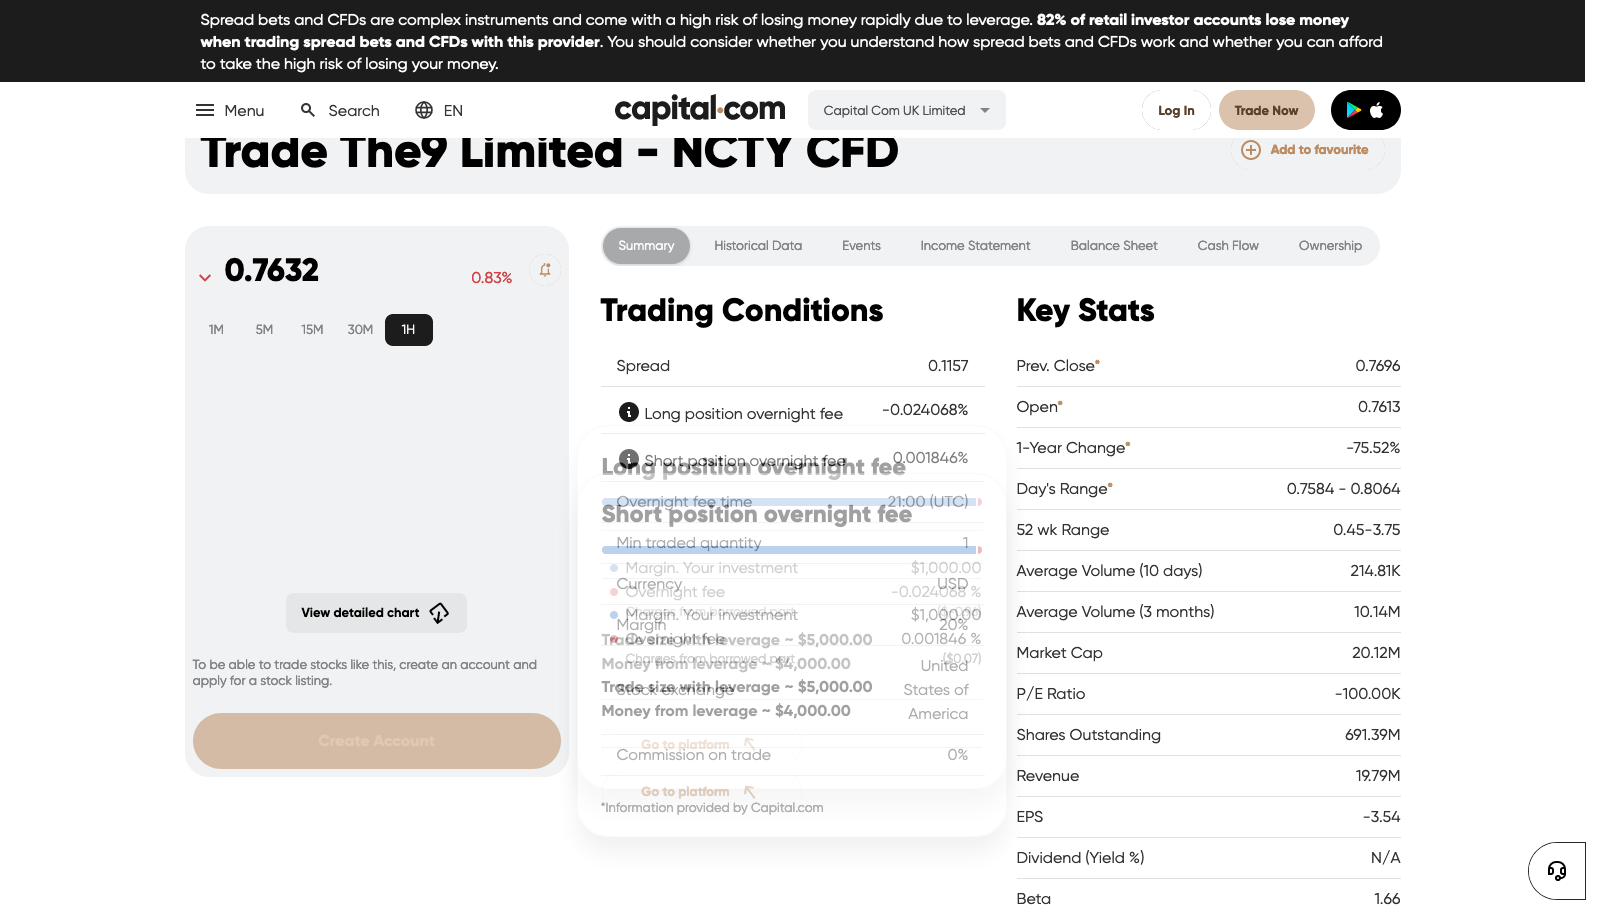 Spread bets and CFDs are complex instruments and come with a high risk of losing money rapidly due to leverage. 82% of retail investor accounts lose money
when trading spread bets and CFDs with this provider. You should consider whether you understand how spread bets and CFDs work and whether you can afford
to take the high risk of losing your money.
Menu
Search
EN
capital.com
Capital Com UK Limited
Log In
Trade Now
Trade The9 Limited - NCTY CFD
Add to favourite
0.7632
0.83%
1M
5M
15M
30M
1H
View detailed chart
To be able to trade stocks like this, create an account and
apply for a stock listing.
Create Account
Summary
Historical Data
Events
Income Statement
Balance Sheet
Cash Flow
Ownership
Trading Conditions
Spread 0.1157
Long position overnight fee -0.024068%
Short position overnight fee 0.001846%
Long position overnight fee
Overnight fee time 21:00 (UTC)
Short position overnight fee
Min traded quantity 1
Margin. Your investment $1,000.00
Currency USD
Overnight fee -0.024068 %
Charges from borrowed part
Margin. Your investment $1,000.00
Margin 20%
Overnight fee 0.001846 %
Trade size with leverage ~ $5,000.00
Charges from borrowed part ($0.07)
Money from leverage ~ $4,000.00
Trade size with leverage ~ $5,000.00
Stock exchange United
States of
America
Money from leverage ~ $4,000.00
Go to platform
Commission on trade 0%
Go to platform
*Information provided by Capital.com
Key Stats
Prev. Close* 0.7696
Open* 0.7613
1-Year Change* -75.52%
Day's Range* 0.7584 - 0.8064
52 wk Range 0.45-3.75
Average Volume (10 days) 214.81K
Average Volume (3 months) 10.14M
Market Cap 20.12M
P/E Ratio -100.00K
Shares Outstanding 691.39M
Revenue 19.79M
EPS -3.54
Dividend (Yield %) N/A
Beta 1.66